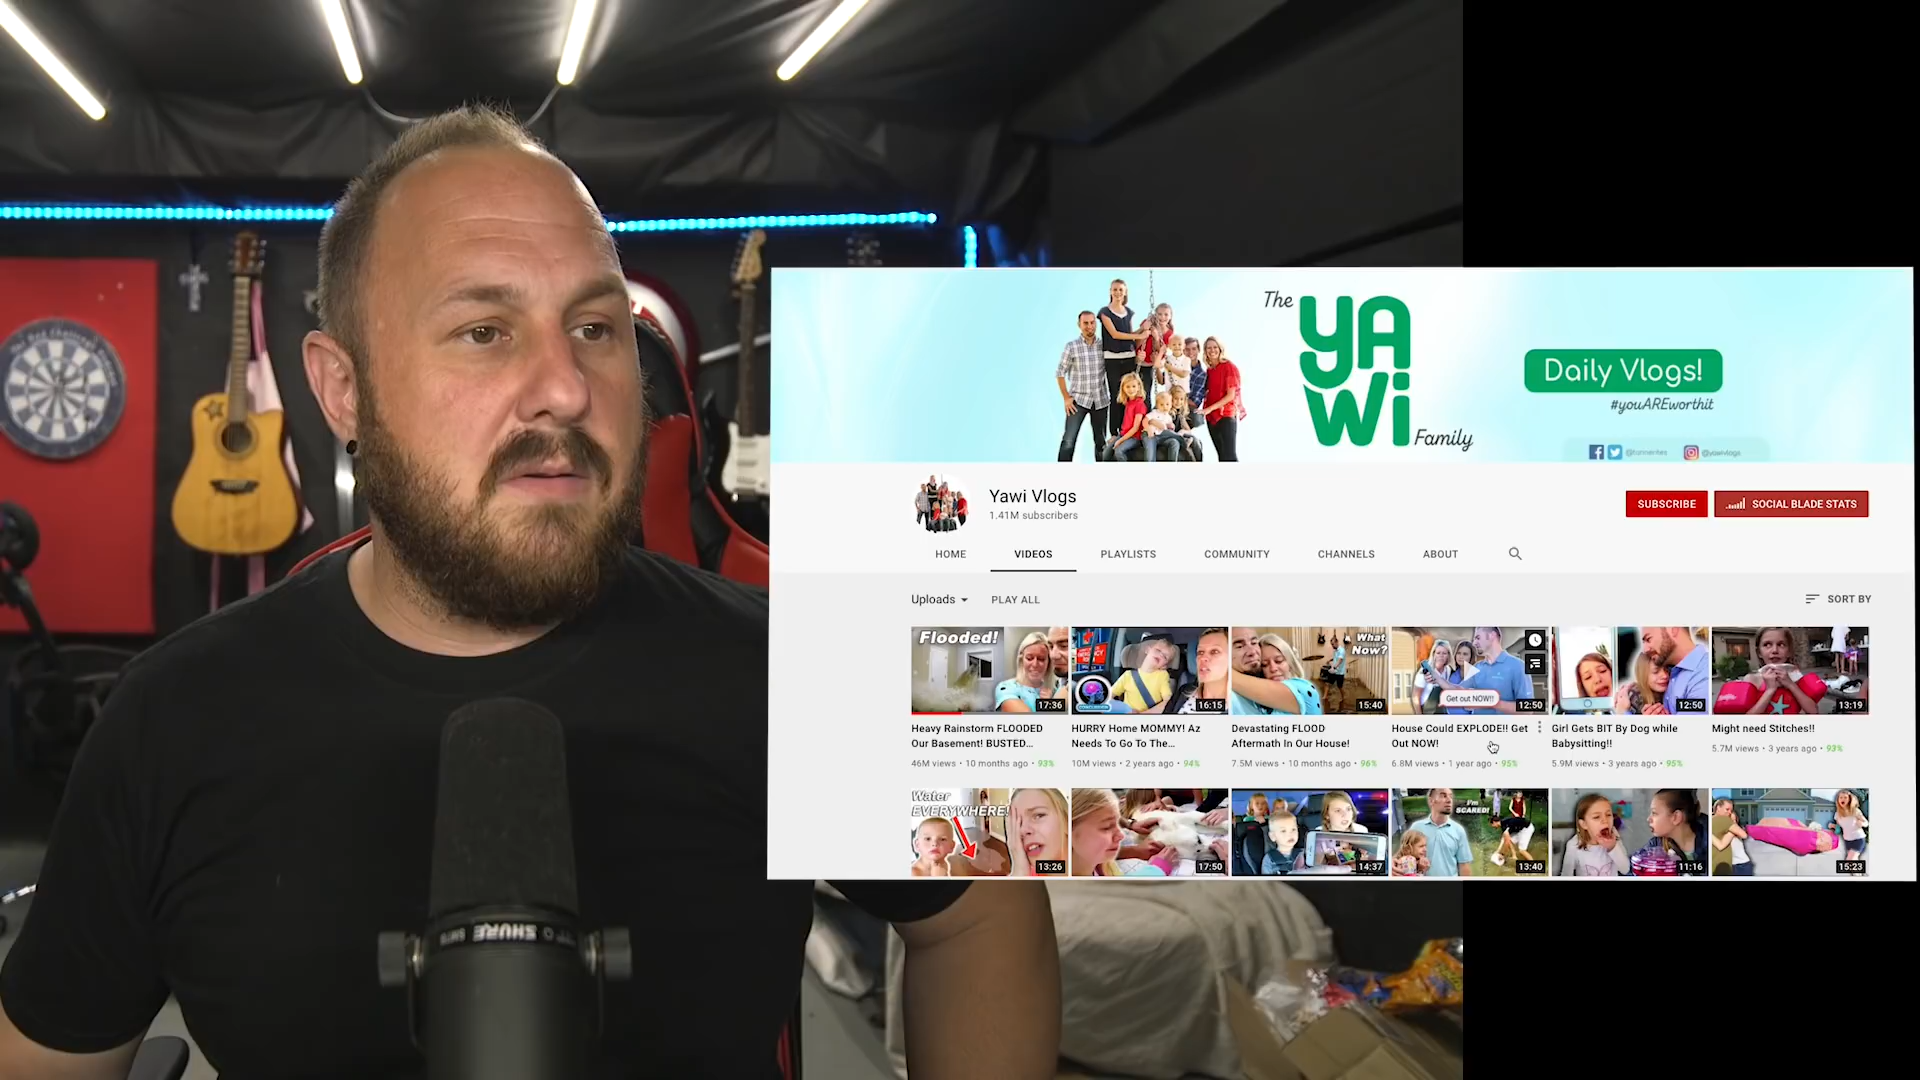 The
YAWi
Family
Daily Vlogs!
#youAREworthit
@tannerites
@yawivlogs
Yawi Vlogs
1.41M subscribers
SUBSCRIBE
SOCIAL BLADE STATS
HOME
VIDEOS
PLAYLISTS
COMMUNITY
CHANNELS
ABOUT
Uploads
PLAY ALL
SORT BY
Flooded!
17:36
16:15
What
Now?
15:40
Get out NOW!!
12:50
12:50
13:19
Heavy Rainstorm FLOODED
Our Basement! BUSTED...
46M views • 10 months ago • 93%
HURRY Home MOMMY! Az
Needs To Go To The...
10M views • 2 years ago • 94%
Devastating FLOOD
Aftermath In Our House!
7.5M views • 10 months ago • 96%
House Could EXPLODE!! Get
Out NOW!
6.8M views • 1 year ago • 95%
Girl Gets BIT By Dog while
Babysitting!!
5.9M views • 3 years ago • 95%
Might need Stitches!!
5.7M views • 3 years ago • 93%
Water
EVERYWHERE!
13:26
17:50
14:37
I'm
SCARED!
13:40
11:16
15:23
SHURE
SM7B